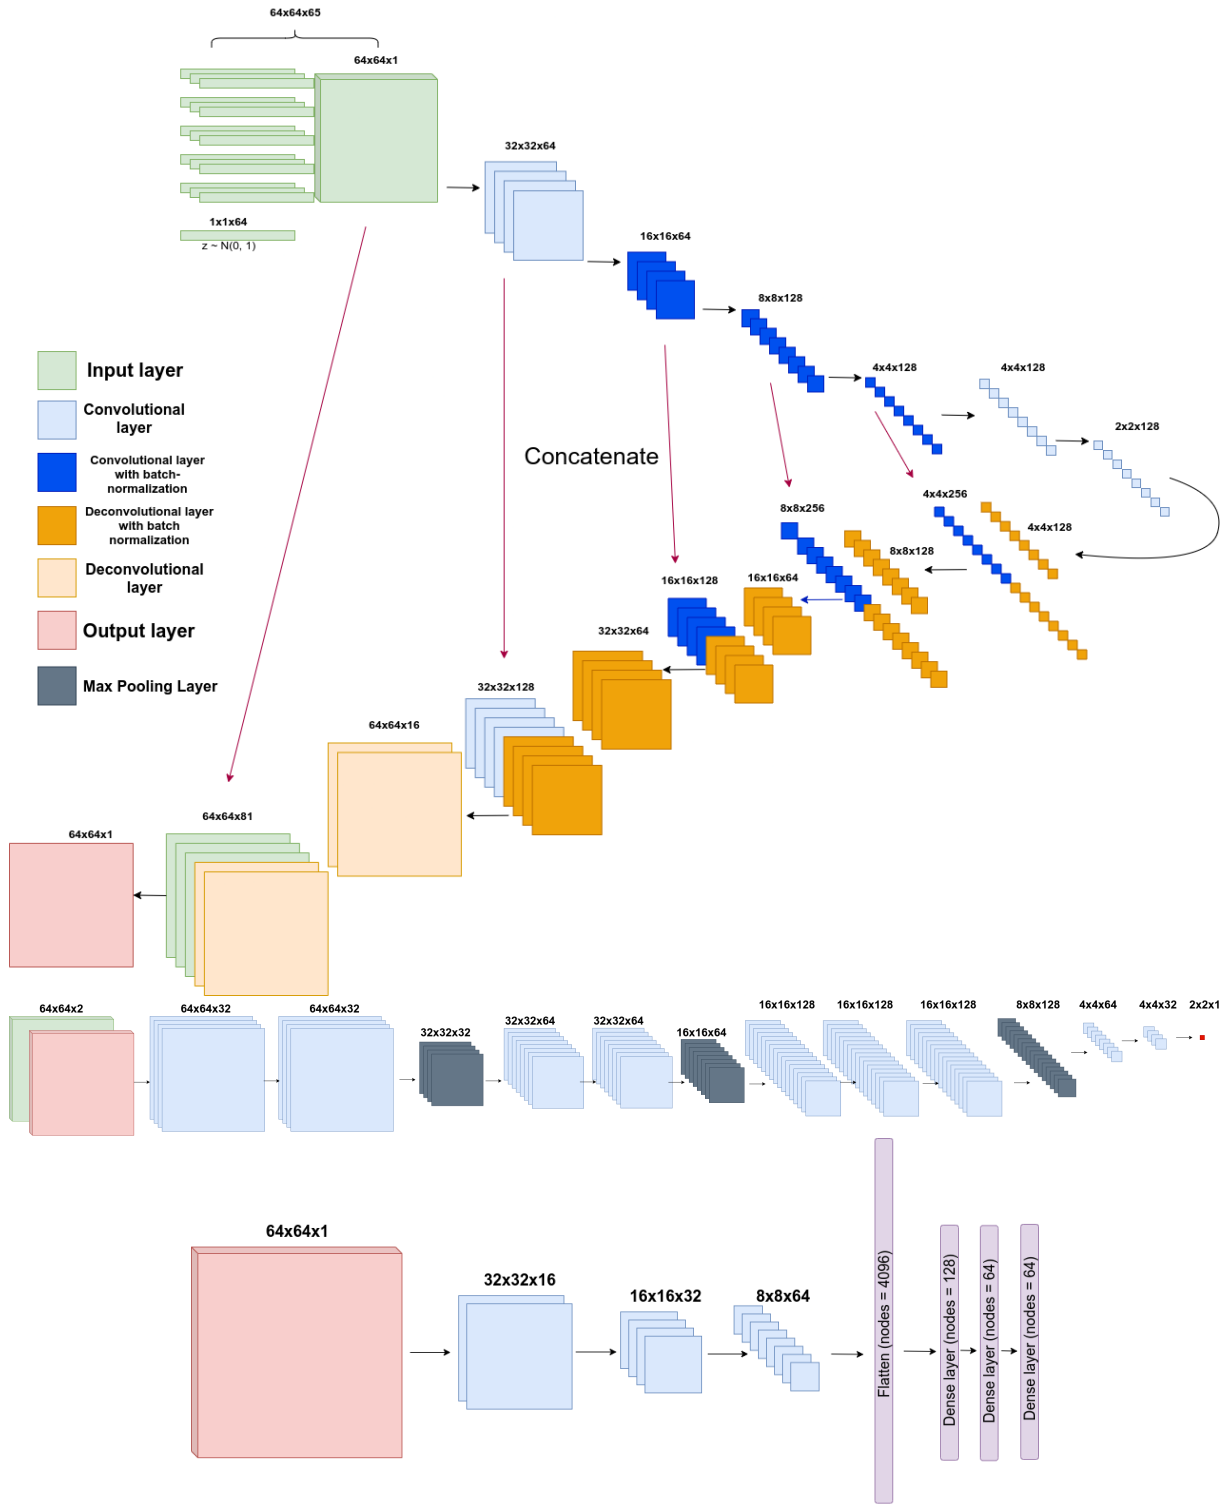 64x64x65
64x64x1
1x1x64
z ~ N(0, 1)
32x32x64
16x16x64
8x8x128
4x4x128
4x4x128
2x2x128
Input layer
Convolutional
layer
Convolutional layer
with batch-
normalization
Deconvolutional layer
with batch
normalization
Deconvolutional
layer
Output layer
Max Pooling Layer
Concatenate
4x4x256
4x4x128
8x8x256
8x8x128
16x16x128
16x16x64
32x32x64
32x32x128
64x64x16
64x64x81
64x64x1
64x64x2
64x64x32
64x64x32
32x32x32
32x32x64
32x32x64
16x16x64
16x16x128
16x16x128
16x16x128
8x8x128
4x4x64
4x4x32
2x2x1
64x64x1
32x32x16
16x16x32
8x8x64
Flatten (nodes = 4096)
Dense layer (nodes = 128)
Dense layer (nodes = 64)
Dense layer (nodes = 64)